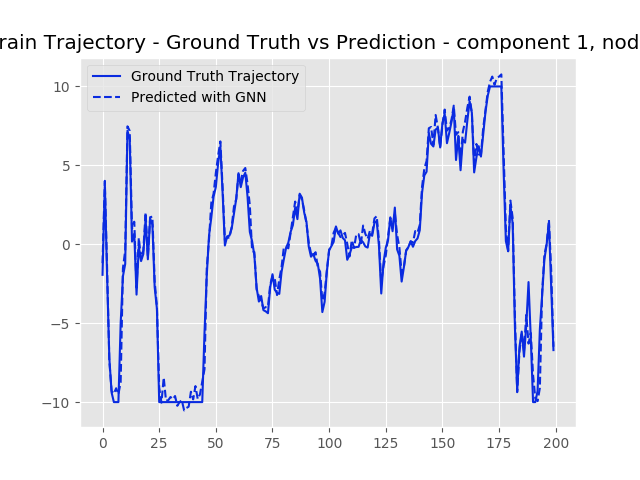 rain Trajectory - Ground Truth vs Prediction - component 1, nod
Ground Truth Trajectory
Predicted with GNN
10
5
0
−5
−10
0 25 50 75 100 125 150 175 200